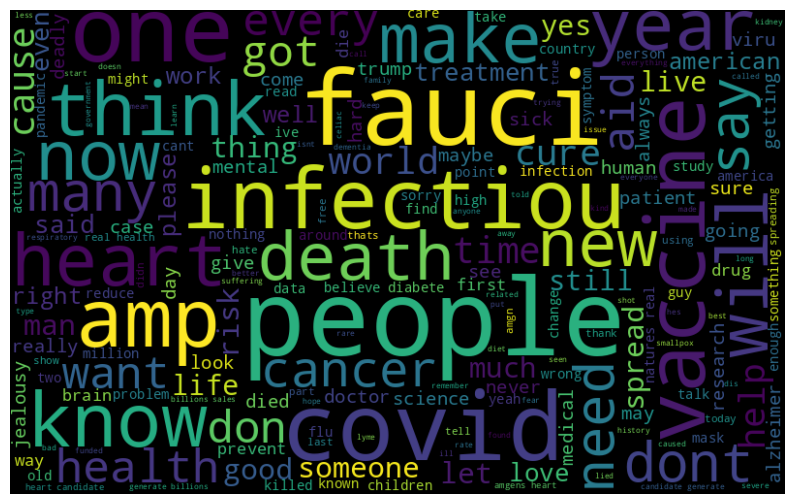 less
one
every
make
care
take
yes
year
kidney
cause
even
deadly
got
die
country
person
viru
everything
doesn
call
true
start
might
work
come
trump
treatment
american
pandemic
think
fauci
read
family
keep
trying
symptom
aid
live
say
getting
government
mean
learn
well
hard
sick
issue
always
cant
ive
celiac
isnt
thing
world
maybe
cure
human
study
america
now
actually
many
please
mental
dementia
point
infection
patient
everyone
sure
vaccine
will
infectiou
said
case
sorry
find
high
told
anyone
free
going
made
kind
heart
death
new
respiratory
real health
nothing
around
thats
away
time
using
long
drug
something
spreading
hate
give
better
day
risk
data
believe
diabete
first
see
still
spread
right
reduce
suffering
type
man
amp
people
related
put
change
guy
hes
best
shot
natures real
really
look
amgn
thank
smallpox
enough
help
show
million
want
life
rare
diet
cancer
much
never
seen
wrong
need
talk
dis
research
jealousy
two
brain
problem
part
doctor
science
yeah
remember
fear
may
today
alzheimer
billions sales
hope
know
don
died
covid
medical
history
caused
mask
dont
bad
funded
prevent
flu
last
lyme
tell
rate
found
ill
lied
way
old
health
good
someone
let
love
killed
known
children
heart candidate
generate billions
amgens heart
candidate generate
severe